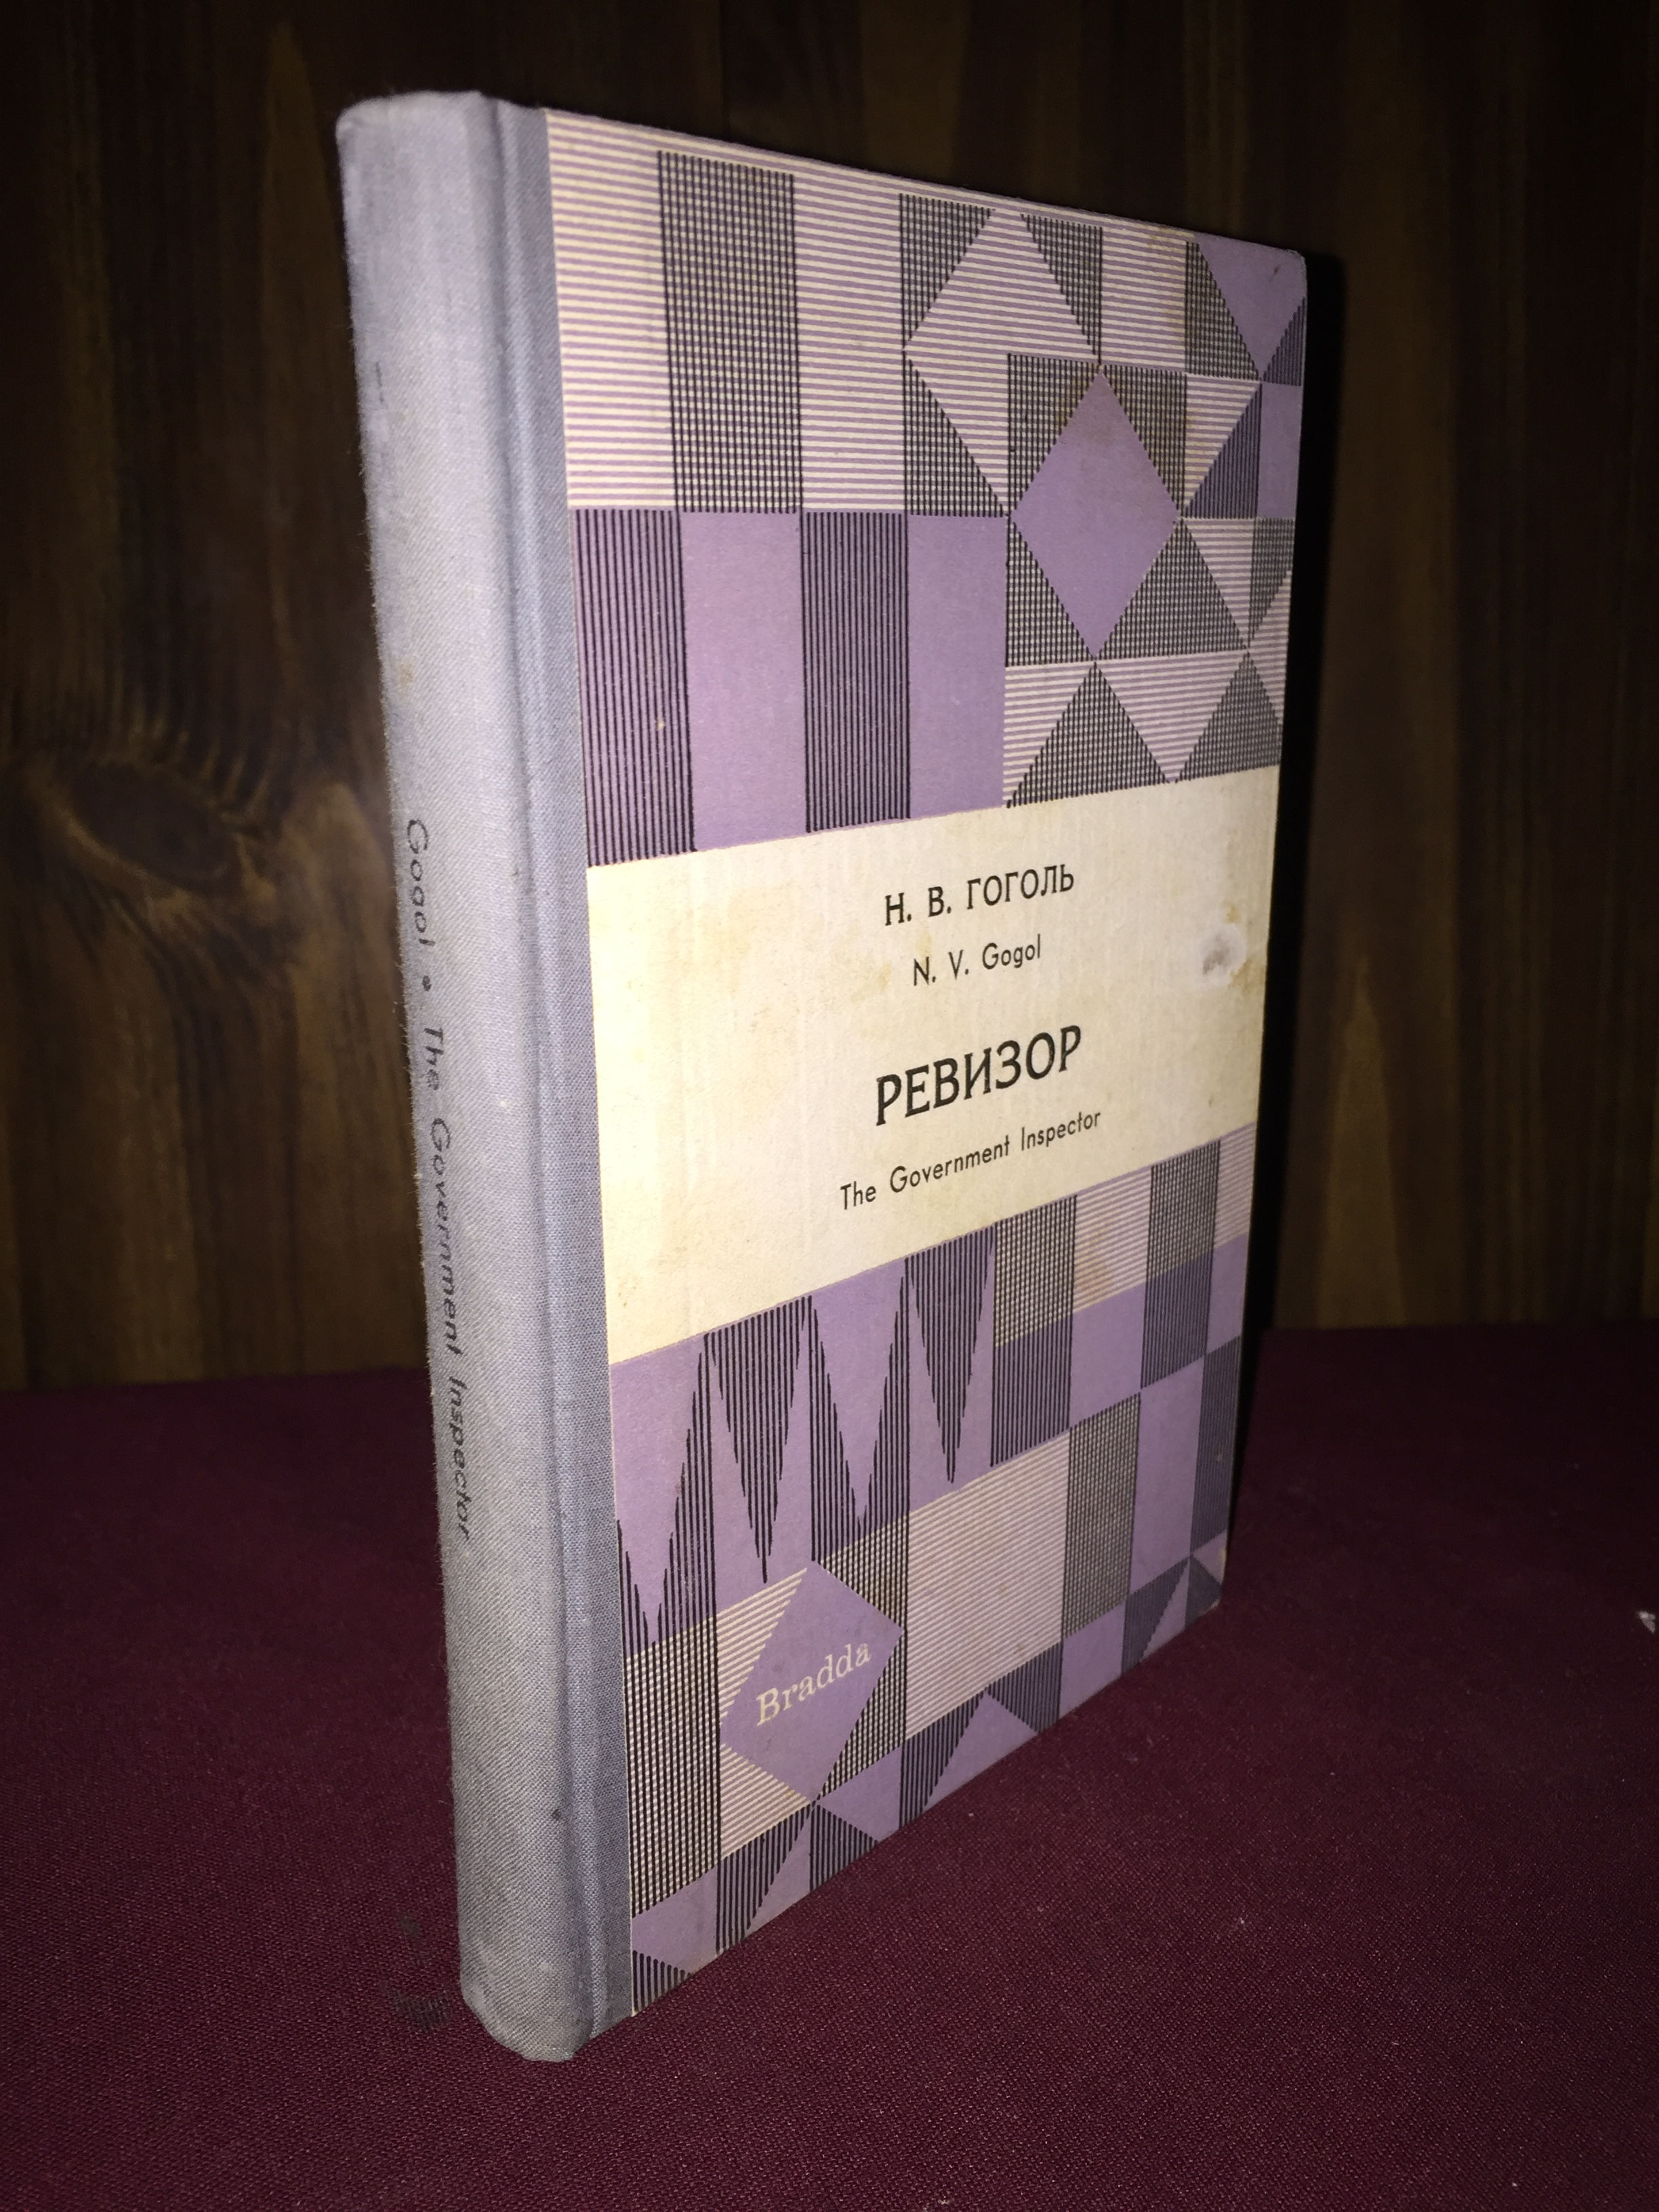 Gogol • The Government Inspector
Н. В. ГОГОЛЬ
N. V. Gogol
РЕВИЗОР
The Government Inspector
Bradda